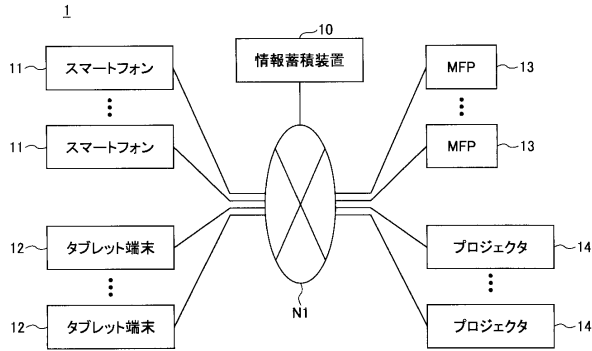 1
10
情報蓄積装置
11 スマートフォン
11 スマートフォン
12 タブレット端末
12 タブレット端末
MFP 13
MFP 13
プロジェクタ 14
プロジェクタ 14
N1